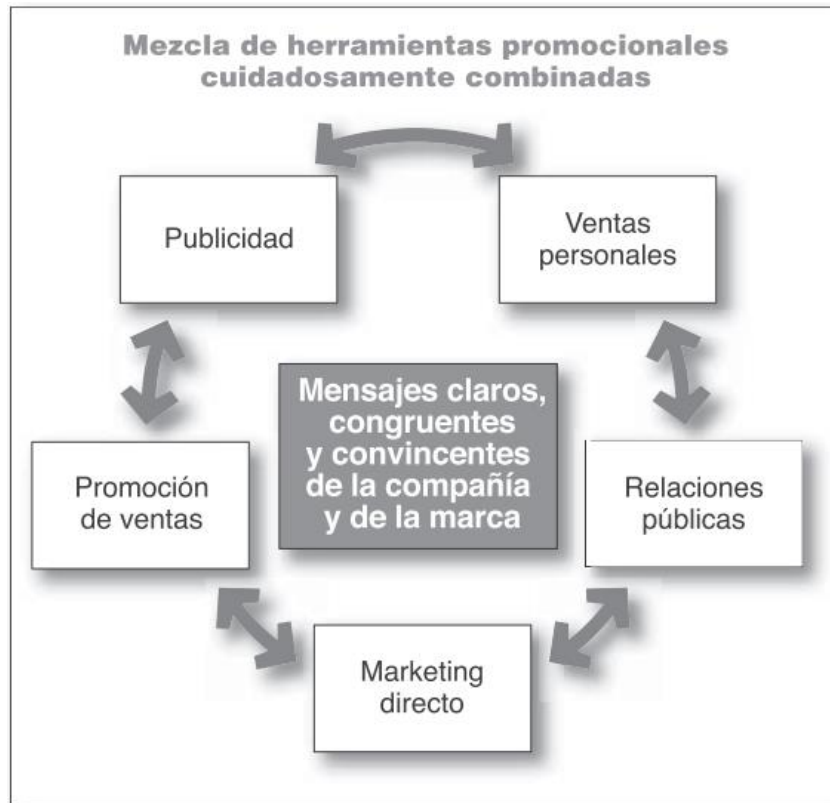 Mezcla de herramientas promocionales
cuidadosamente combinadas
Publicidad
Ventas
personales
Mensajes claros,
congruentes
y convincentes
de la compañía
y de la marca
Promoción
de ventas
Relaciones
públicas
Marketing
directo